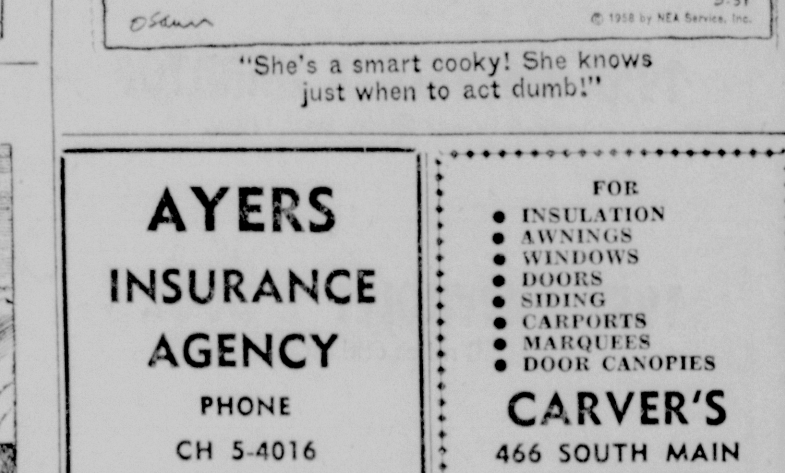 © 1958 by NEA Service, Inc.
"She's a smart cooky! She knows
just when to act dumb!"
AYERS
INSURANCE
AGENCY
PHONE
CH 5-4016
FOR
• INSULATION
• AWNINGS
• WINDOWS
• DOORS
• SIDING
• CARPORTS
• MARQUEES
• DOOR CANOPIES
CARVER'S
466 SOUTH MAIN